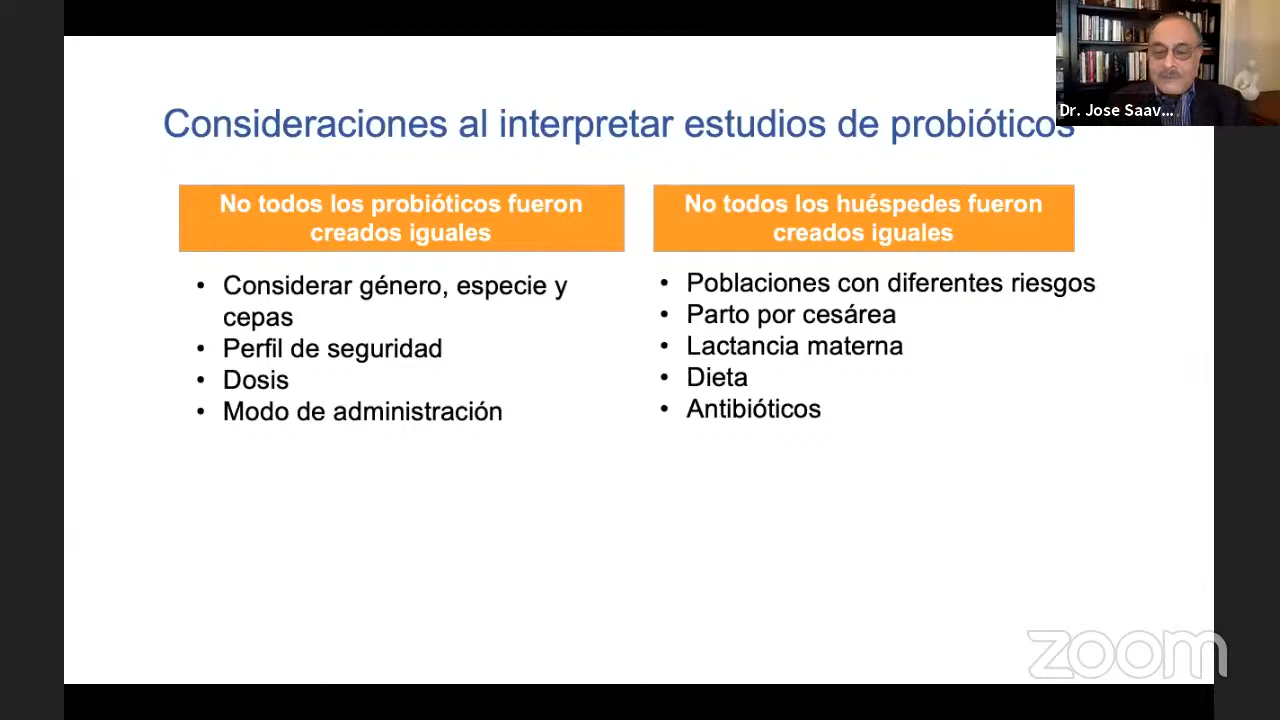 Dr. Jose Saav...
Consideraciones al interpretar estudios de probióticos
No todos los probióticos fueron
creados iguales
• Considerar género, especie y
cepas
• Perfil de seguridad
• Dosis
• Modo de administración
No todos los huéspedes fueron
creados iguales
• Poblaciones con diferentes riesgos
• Parto por cesárea
• Lactancia materna
• Dieta
• Antibióticos
zoom